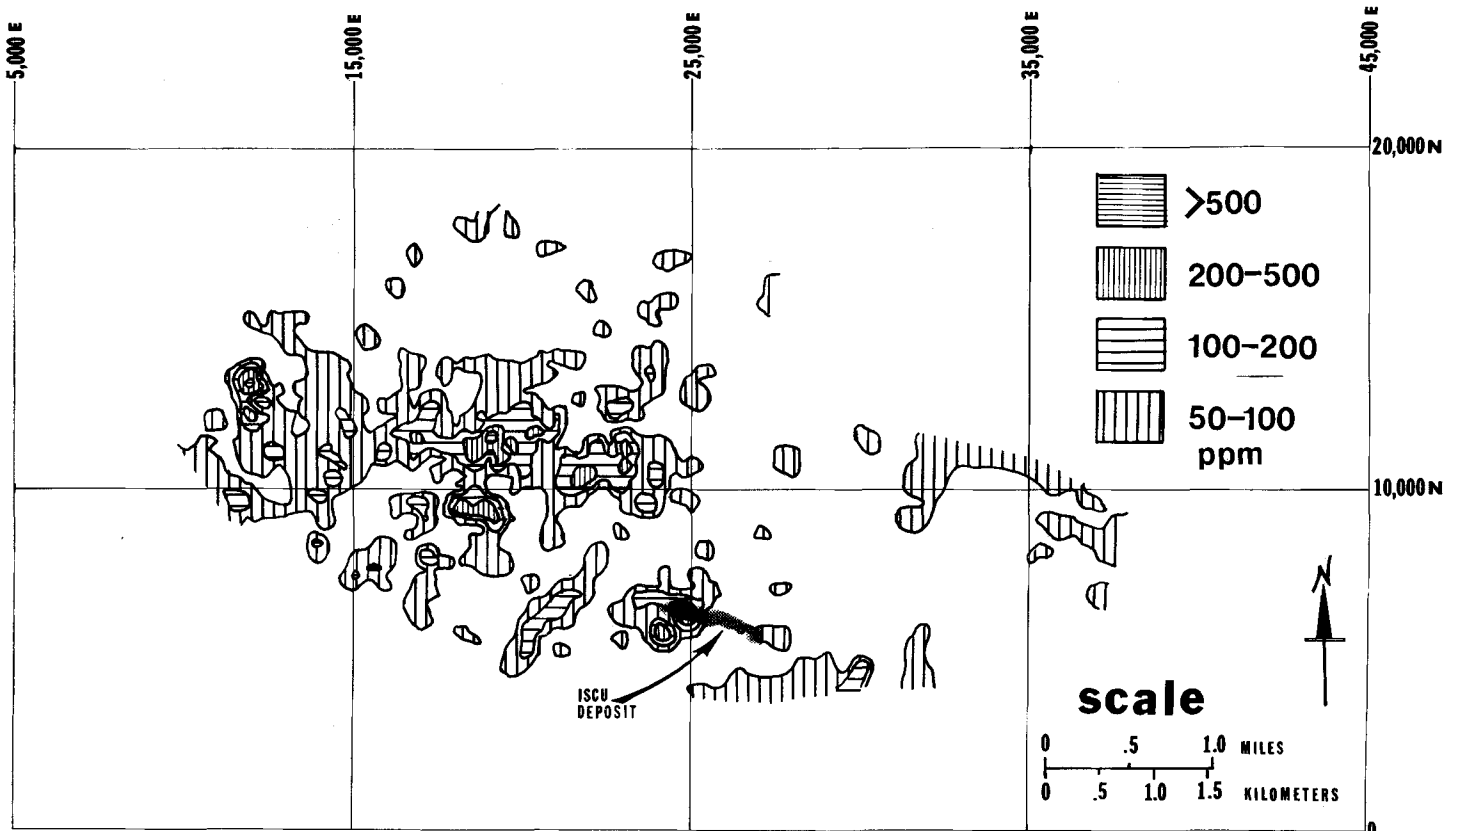 5,000 E
15,000 E
25,000 E
35,000 E
45,000 E
20,000 N
>500
200-500
100-200
50-100
ppm
10,000 N
N
ISCU
DEPOSIT
scale
0 .5 1.0 MILES
0 .5 1.0 1.5 KILOMETERS
0